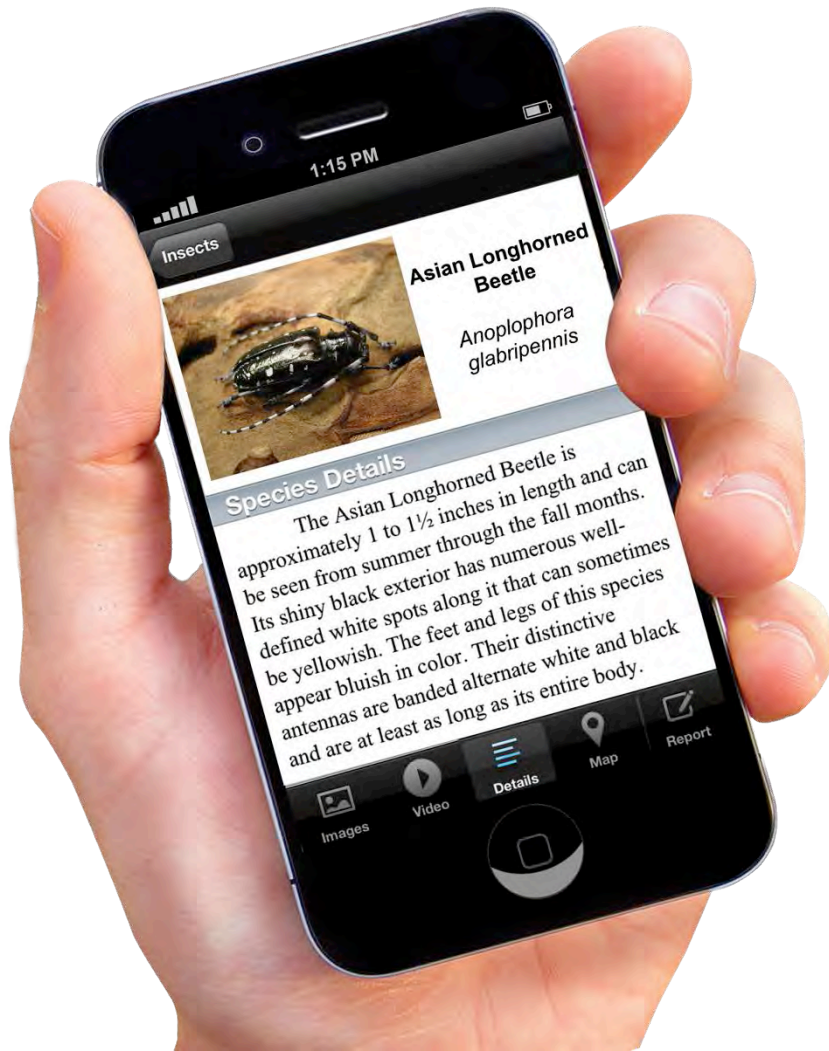 1:15 PM
Insects
Asian Longhorned
Beetle
Anoplophora
glabripennis
Species Details
The Asian Longhorned Beetle is
approximately 1 to 1½ inches in length and can
be seen from summer through the fall months.
Its shiny black exterior has numerous well-
defined white spots along it that can sometimes
be yellowish. The feet and legs of this species
appear bluish in color. Their distinctive
antennas are banded alternate white and black
and are at least as long as its entire body.
Images
Video
Details
Map
Report